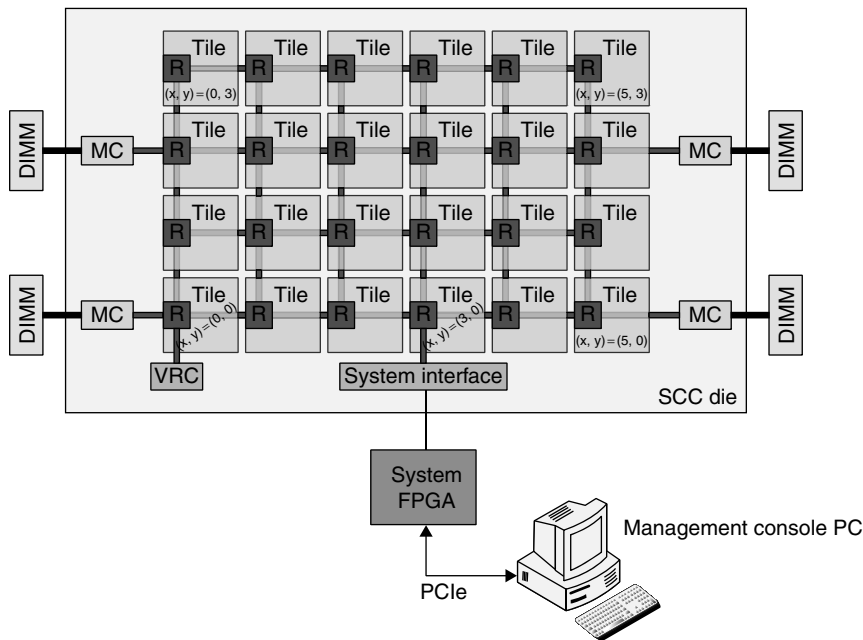 Tile Tile Tile Tile Tile Tile
R R R R R R
(x, y)=(0, 3) (x, y)=(5, 3)
Tile Tile Tile Tile Tile Tile
DIMM MC R R R R R R MC DIMM
Tile Tile Tile Tile Tile Tile
R R R R R R
Tile Tile Tile Tile Tile Tile
DIMM MC R R R R R R MC DIMM
(x, y)=(0, 0) (x, y)=(3, 0) (x, y)=(5, 0)
VRC System interface
SCC die
System
FPGA
Management console PC
PCIe